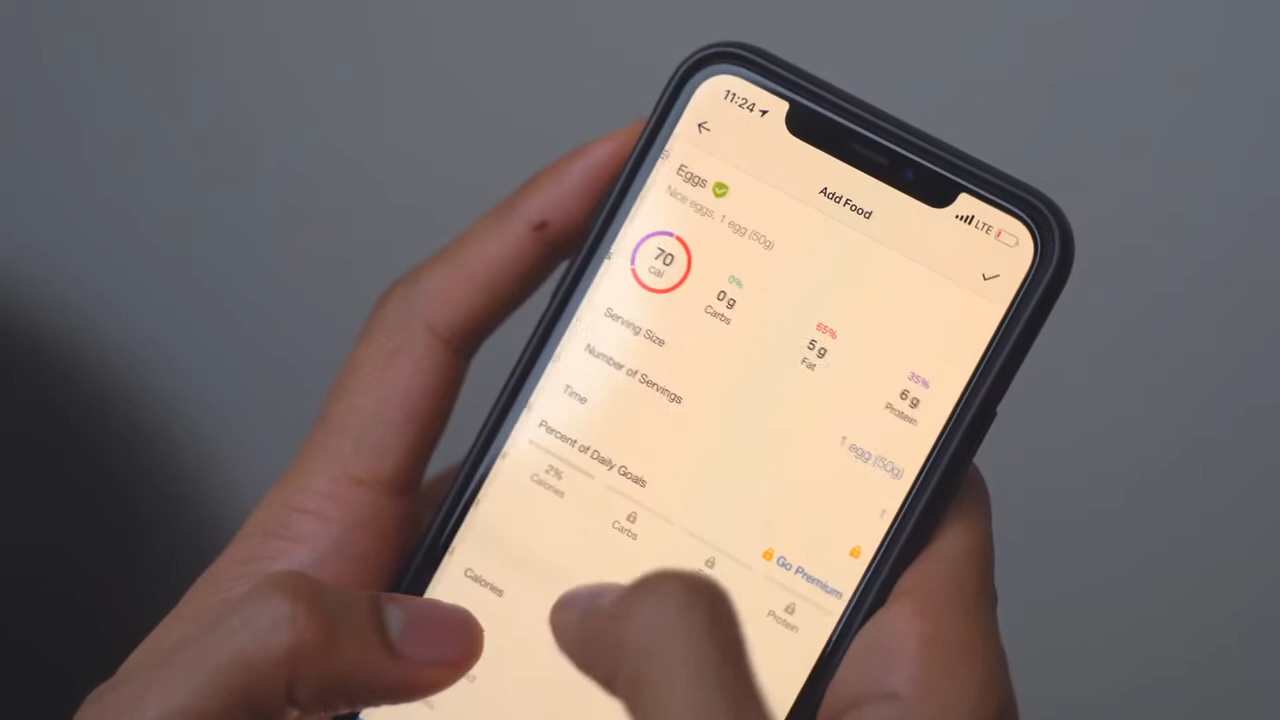 11:24
LTE
Add Food
Eggs
Nice eggs, 1 egg (50g)
70
cal
0%
0 g
Carbs
65%
5 g
Fat
35%
6 g
Protein
Serving Size
1 egg (50g)
Number of Servings
1
Time
Percent of Daily Goals
Go Premium
2%
Calories
Carbs
Protein
Calories